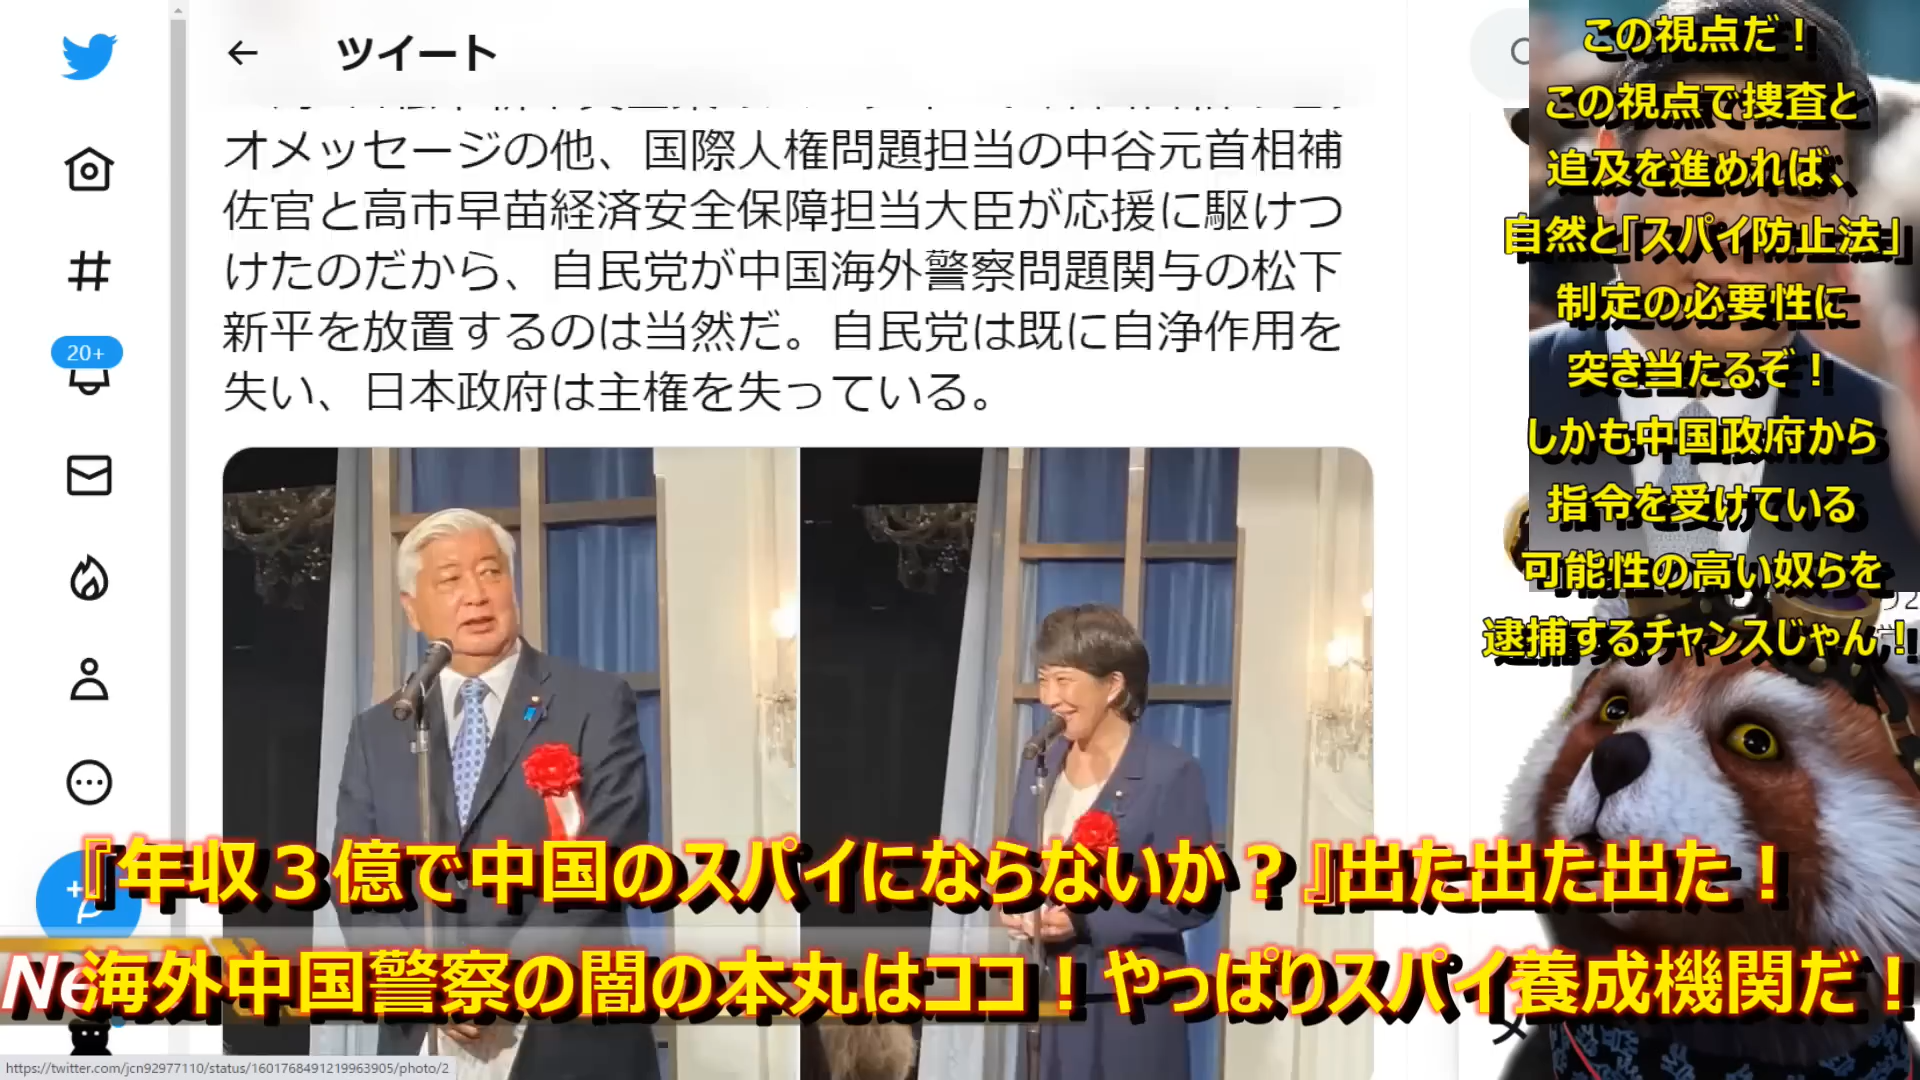 ツイート
オメッセージの他、国際人権問題担当の中谷元首相補
佐官と高市早苗経済安全保障担当大臣が応援に駆けつ
けたのだから、自民党が中国海外警察問題関与の松下
新平を放置するのは当然だ。自民党は既に自浄作用を
失い、日本政府は主権を失っている。
20+
この視点だ！
この視点で捜査と
追及を進めれば、
自然と「スパイ防止法」
制定の必要性に
突き当たるぞ！
しかも中国政府から
指令を受けている
可能性の高い奴らを
逮捕するチャンスじゃん！
『年収３億で中国のスパイにならないか？』出た出た出た！
海外中国警察の闇の本丸はココ！やっぱりスパイ養成機関だ！
https://twitter.com/jcn92977110/status/1601768491219963905/photo/2